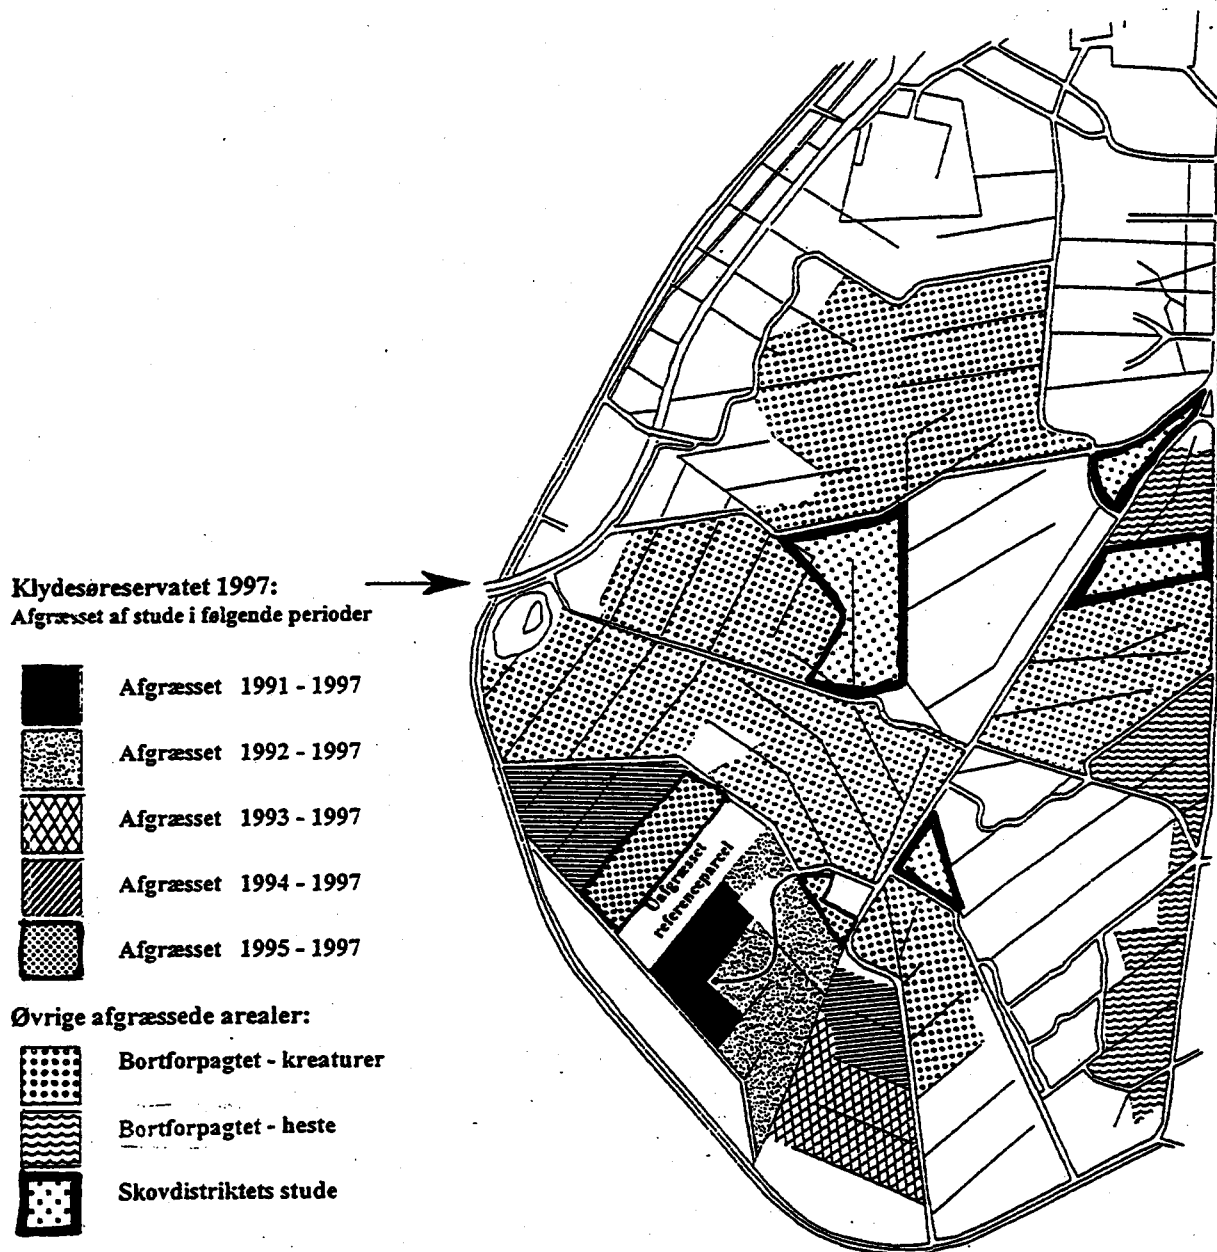 Klydesøreservatet 1997:
Afgræsset af stude i følgende perioder
Afgræsset 1991 - 1997
Afgræsset 1992 - 1997
Afgræsset 1993 - 1997
Afgræsset 1994 - 1997
Afgræsset 1995 - 1997
Øvrige afgræssede arealer:
Bortforpagtet - kreaturer
Bortforpagtet - heste
Skovdistriktets stude
Uafgræsset
referenceparcel